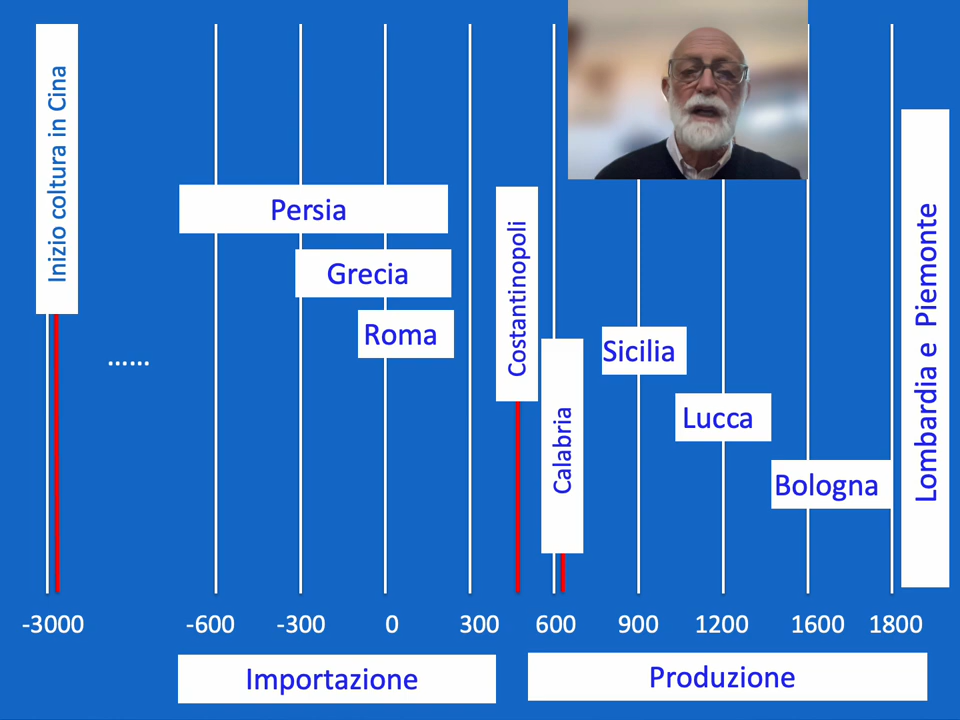 Inizio coltura in Cina
Persia
Grecia
Roma
......
Costantinopoli
Calabria
Sicilia
Lucca
Bologna
Lombardia e Piemonte
-3000 -600 -300 0 300 600 900 1200 1600 1800
Importazione
Produzione